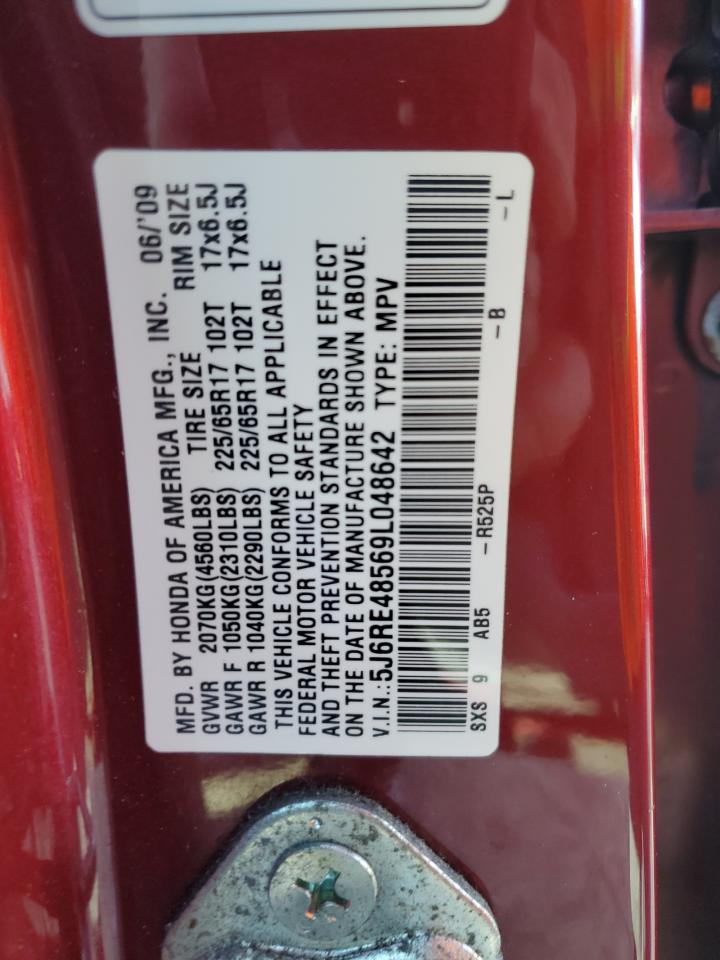 MFD. BY HONDA OF AMERICA MFG., INC. 06/'09
GVWR 2070KG(4560LBS) TIRE SIZE RIM SIZE
GAWR F 1050KG(2310LBS) 225/65R17 102T 17x6.5J
GAWR R 1040KG(2290LBS) 225/65R17 102T 17x6.5J
THIS VEHICLE CONFORMS TO ALL APPLICABLE
FEDERAL MOTOR VEHICLE SAFETY
AND THEFT PREVENTION STANDARDS IN EFFECT
ON THE DATE OF MANUFACTURE SHOWN ABOVE.
V.I.N.:5J6RE48569L048642 TYPE: MPV
SXS 9 AB5 -R525P -B -L